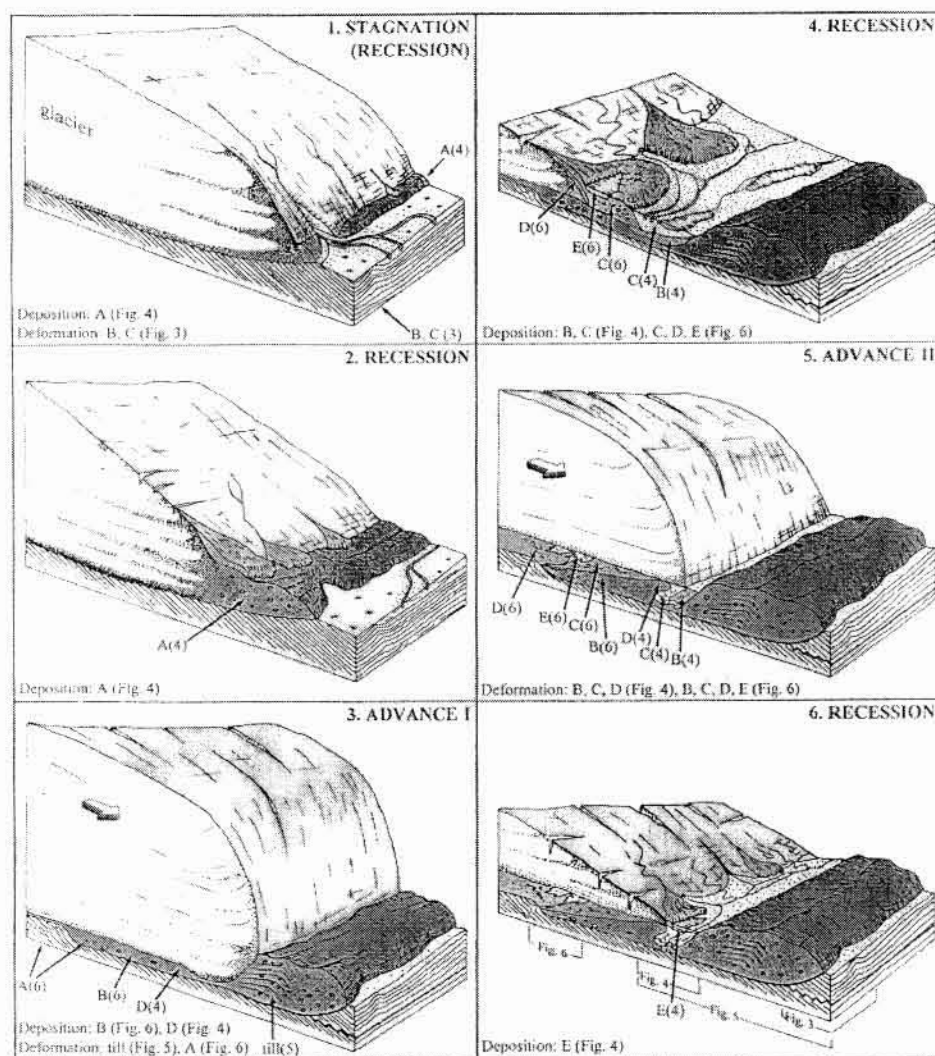 1. STAGNATION
(RECESSION)
glacier
A(4)
B, C (3)
Deposition: A (Fig. 4)
Deformation: B, C (Fig. 3)
2. RECESSION
A(4)
Deposition: A (Fig. 4)
3. ADVANCE I
A(6)
B(6)
D(4)
till(5)
Deposition: B (Fig. 6), D (Fig. 4)
Deformation: till (Fig. 5), A (Fig. 6)
4. RECESSION
D(6)
E(6)
C(6)
C(4)
B(4)
Deposition: B, C (Fig. 4), C, D, E (Fig. 6)
5. ADVANCE II
D(6)
E(6)
C(6)
B(6)
D(4)
C(4)
B(4)
Deformation: B, C, D (Fig. 4), B, C, D, E (Fig. 6)
6. RECESSION
Fig. 6
Fig. 4
E(4)
Fig. 5
Fig. 3
Deposition: E (Fig. 4)